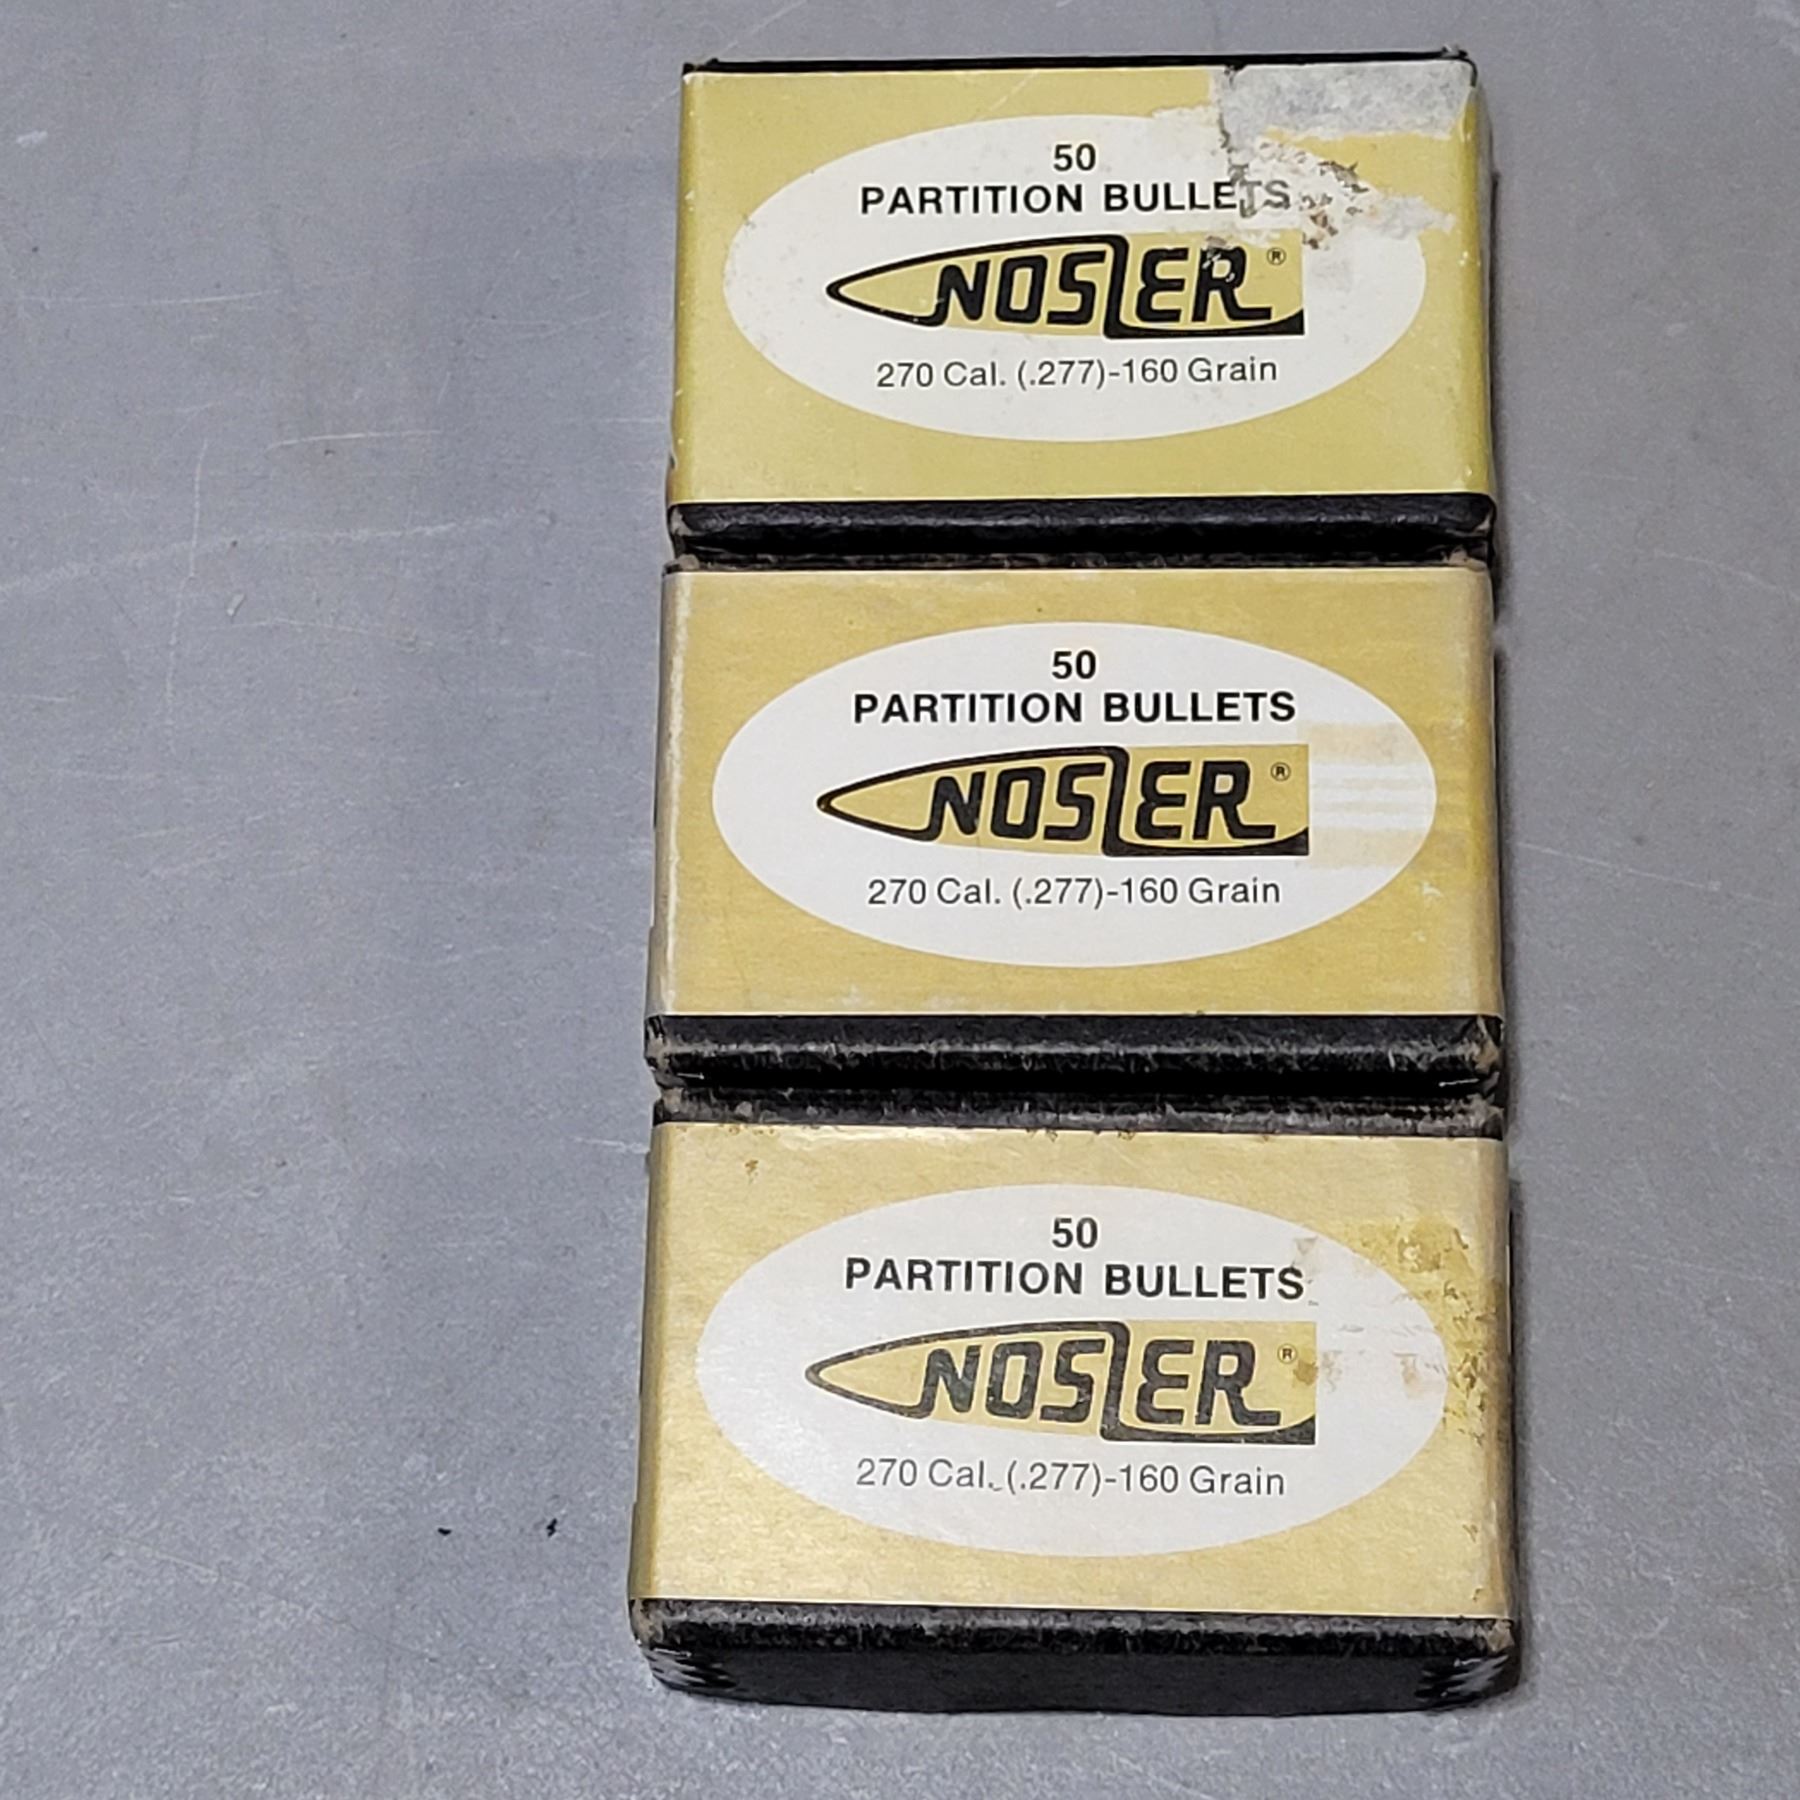 50
PARTITION BULLETS
NOSLER®
270 Cal. (.277)-160 Grain
50
PARTITION BULLETS
NOSLER®
270 Cal. (.277)-160 Grain
50
PARTITION BULLETS
NOSLER®
270 Cal. (.277)-160 Grain